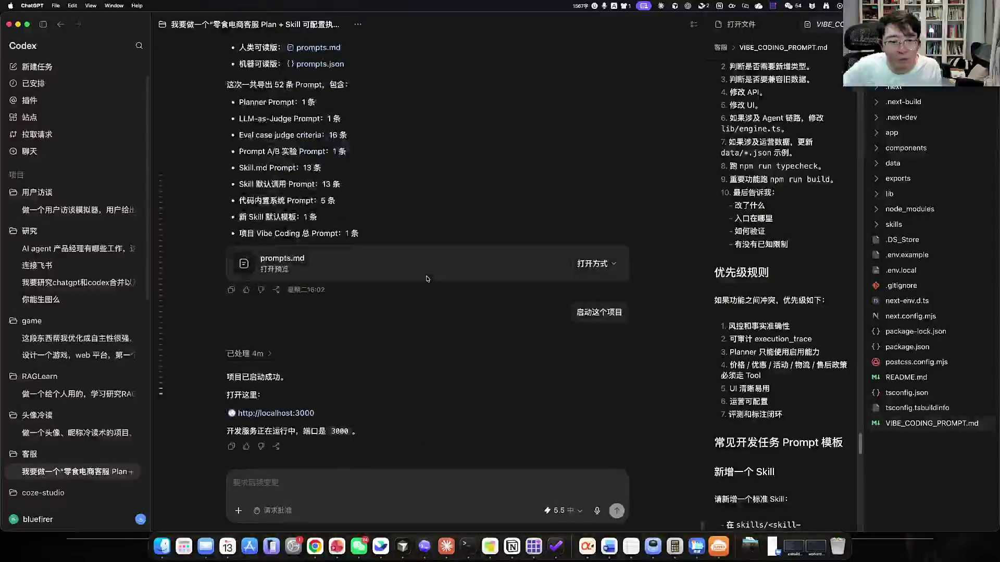 ChatGPT File Edit View Window Help
1567字 A 1 2 54
Codex
新建任务
已安排
插件
站点
拉取请求
聊天
项目
用户访谈
做一个用户访谈模拟器，用户给出
研究
AI agent 产品经理有哪些工作，
连接飞书
我要研究chatgpt和codex合并以
你能生图么
game
这段东西帮我优化成自主性很强，
设计一个游戏，web 平台，第一
RAGLearn
做一个给个人用的，学习研究RAG
头像冷读
做一个头像、昵称冷读术的项目，
客服
我要做一个“零食电商客服 Plan +
coze-studio
bluefirer
我要做一个“零食电商客服 Plan + Skill 可配置执...
人类可读版： prompts.md
机器可读版： prompts.json
这次一共导出 52 条 Prompt，包含：
Planner Prompt：1 条
LLM-as-Judge Prompt：1 条
Eval case judge criteria：16 条
Prompt A/B 实验 Prompt：1 条
Skill.md Prompt：13 条
Skill 默认调用 Prompt：13 条
代码内置系统 Prompt：5 条
新 Skill 默认模板：1 条
项目 Vibe Coding 总 Prompt：1 条
prompts.md
打开预览
打开方式
星期二16:02
启动这个项目
已处理 4m
项目已启动成功。
打开这里：
http://localhost:3000
开发服务正在运行中，端口是 3000 。
要求后续变更
请求批准
5.5 中
打开文件
VIBE_CO
客服 > VIBE_CODING_PROMPT.md
2. 判断是否需要新增类型。
3. 判断是否要兼容旧数据。
4. 修改 API。
5. 修改 UI。
6. 如果涉及 Agent 链路，修改
lib/engine.ts。
7. 如果涉及运营数据，更新
data/*.json 示例。
8. 跑 npm run typecheck。
9. 重要功能跑 npm run build。
10. 最后告诉我：
- 改了什么
- 入口在哪里
- 如何验证
- 有没有已知限制
优先级规则
如果功能之间冲突，优先级如下：
1. 风控和事实准确性
2. 可审计 execution_trace
3. Planner 只能使用启用能力
4. 价格 / 优惠 / 活动 / 物流 / 售后政策
必须走 Tool
5. UI 清晰易用
6. 运营可配置
7. 评测和标注闭环
常见开发任务 Prompt 模板
新增一个 Skill
请新增一个标准 Skill：
- 在 skills/<skill-
.next
.next-build
.next-dev
app
components
data
exports
lib
node_modules
skills
.DS_Store
.env.example
.env.local
.gitignore
next-env.d.ts
next.config.mjs
package-lock.json
package.json
postcss.config.mjs
README.md
tsconfig.json
tsconfig.tsbuildinfo
VIBE_CODING_PROMPT.md
13
1
84